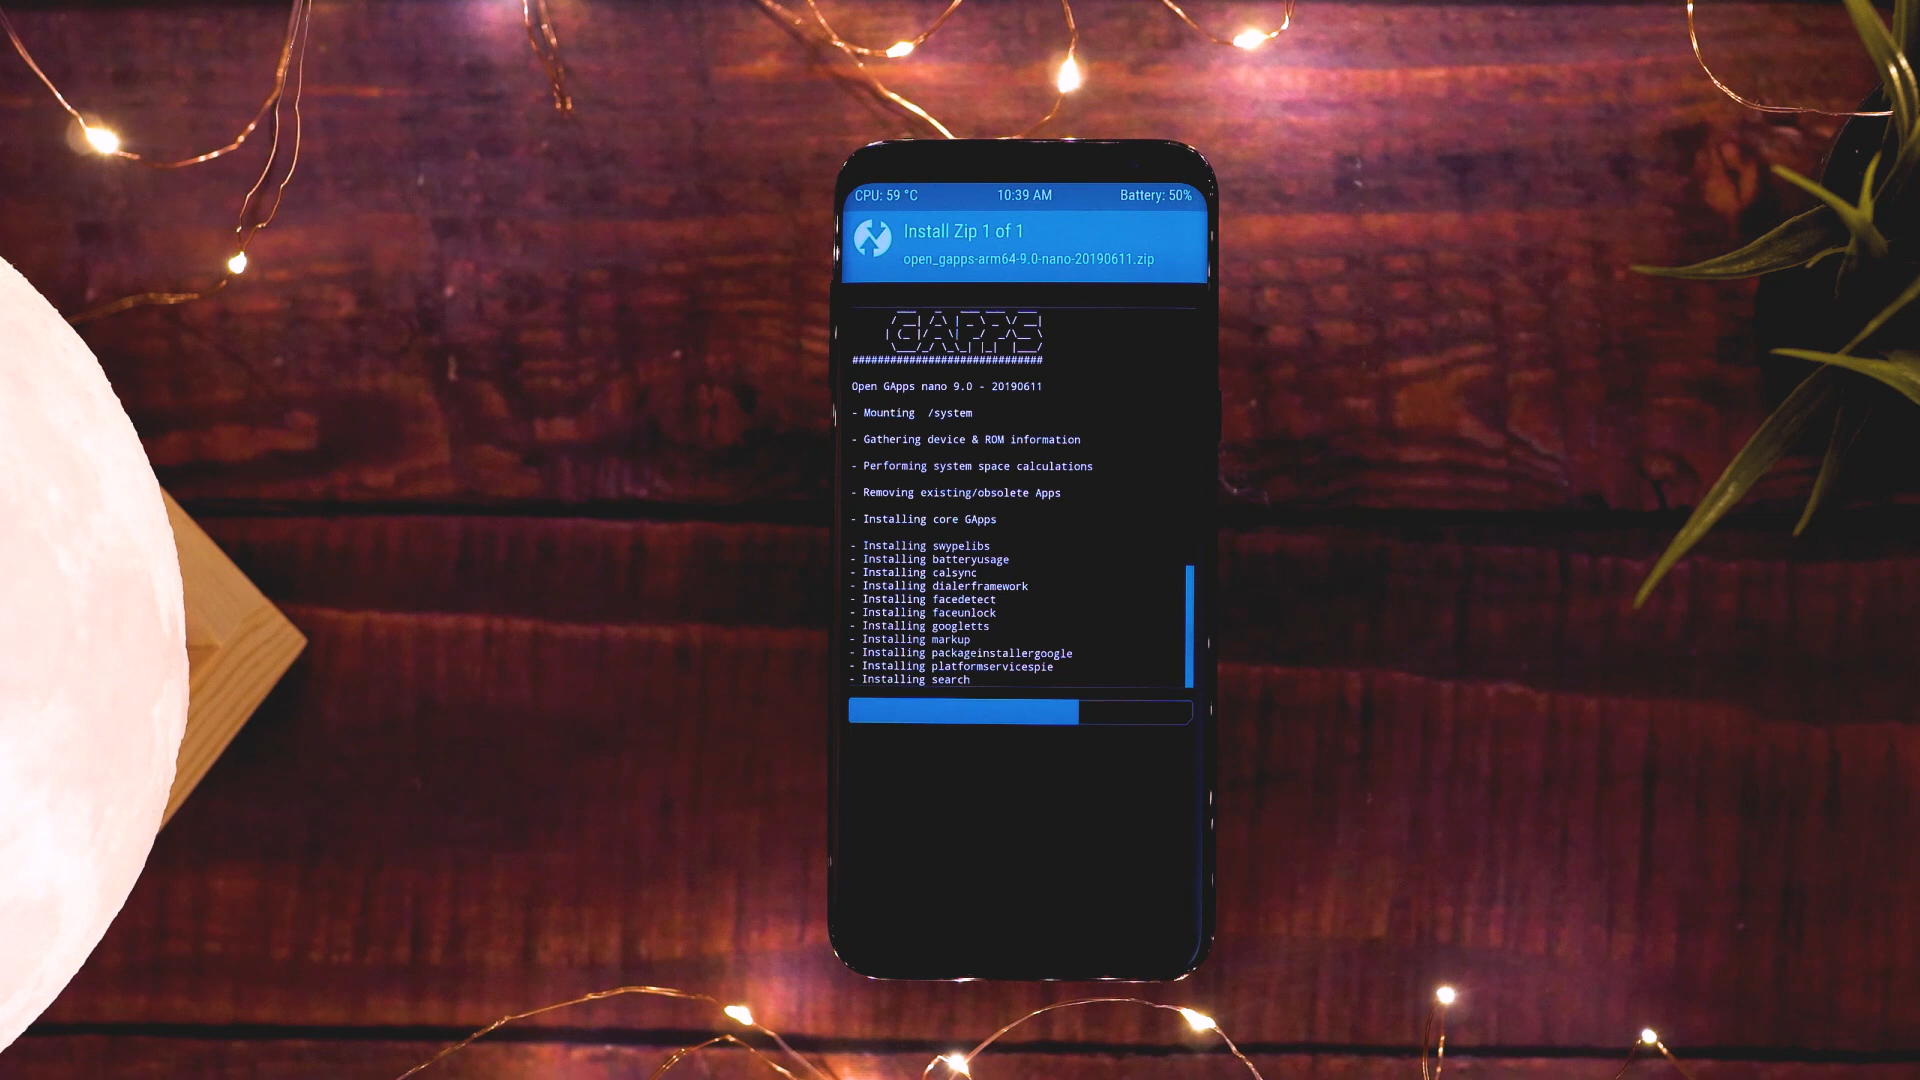 CPU: 59 °C 10:39 AM Battery: 50%
Install Zip 1 of 1
open_gapps-arm64-9.0-nano-20190611.zip
GAPPS
##############################
Open GApps nano 9.0 - 20190611
- Mounting /system
- Gathering device & ROM information
- Performing system space calculations
- Removing existing/obsolete Apps
- Installing core GApps
- Installing swypelibs
- Installing batteryusage
- Installing calsync
- Installing dialerframework
- Installing facedetect
- Installing faceunlock
- Installing googletts
- Installing markup
- Installing packageinstallergoogle
- Installing platformservicespie
- Installing search